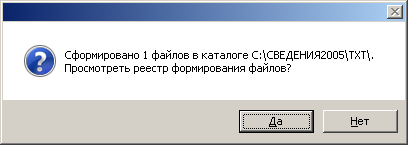 Сформировано 1 файлов в каталоге C:\СВЕДЕНИЯ2005\TXT\.
Просмотреть реестр формирования файлов?
Да Нет